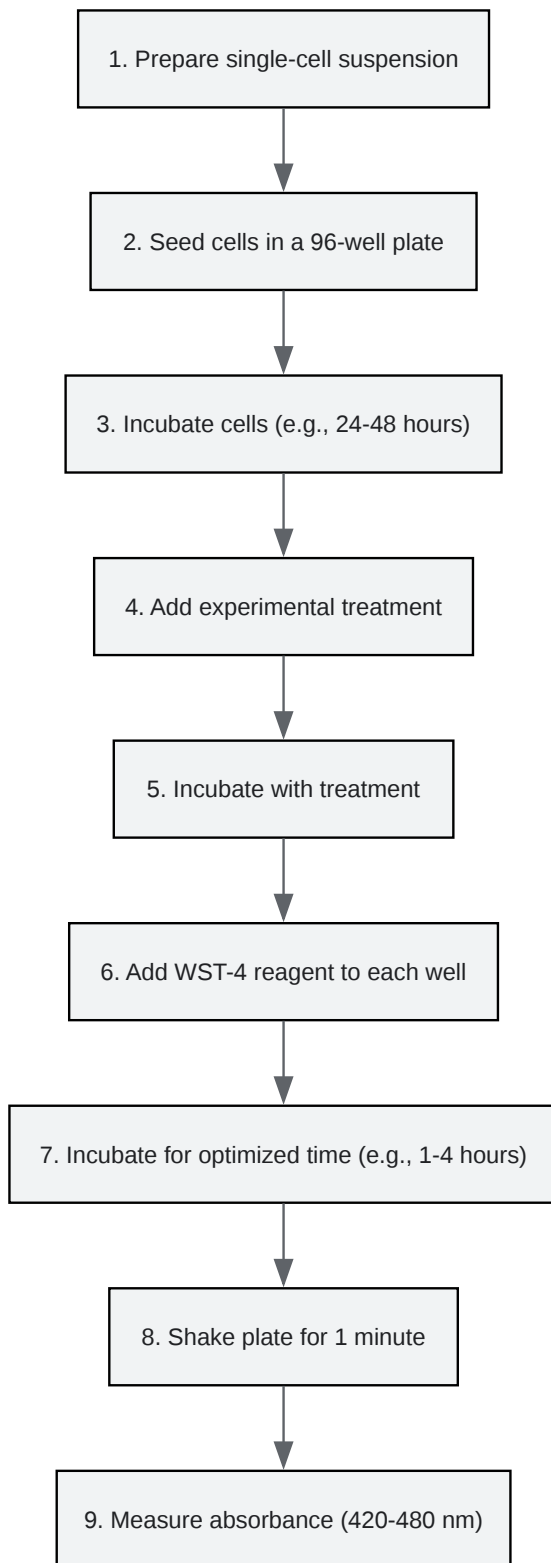 1. Prepare single-cell suspension
2. Seed cells in a 96-well plate
3. Incubate cells (e.g., 24-48 hours)
4. Add experimental treatment
5. Incubate with treatment
6. Add WST-4 reagent to each well
7. Incubate for optimized time (e.g., 1-4 hours)
8. Shake plate for 1 minute
9. Measure absorbance (420-480 nm)